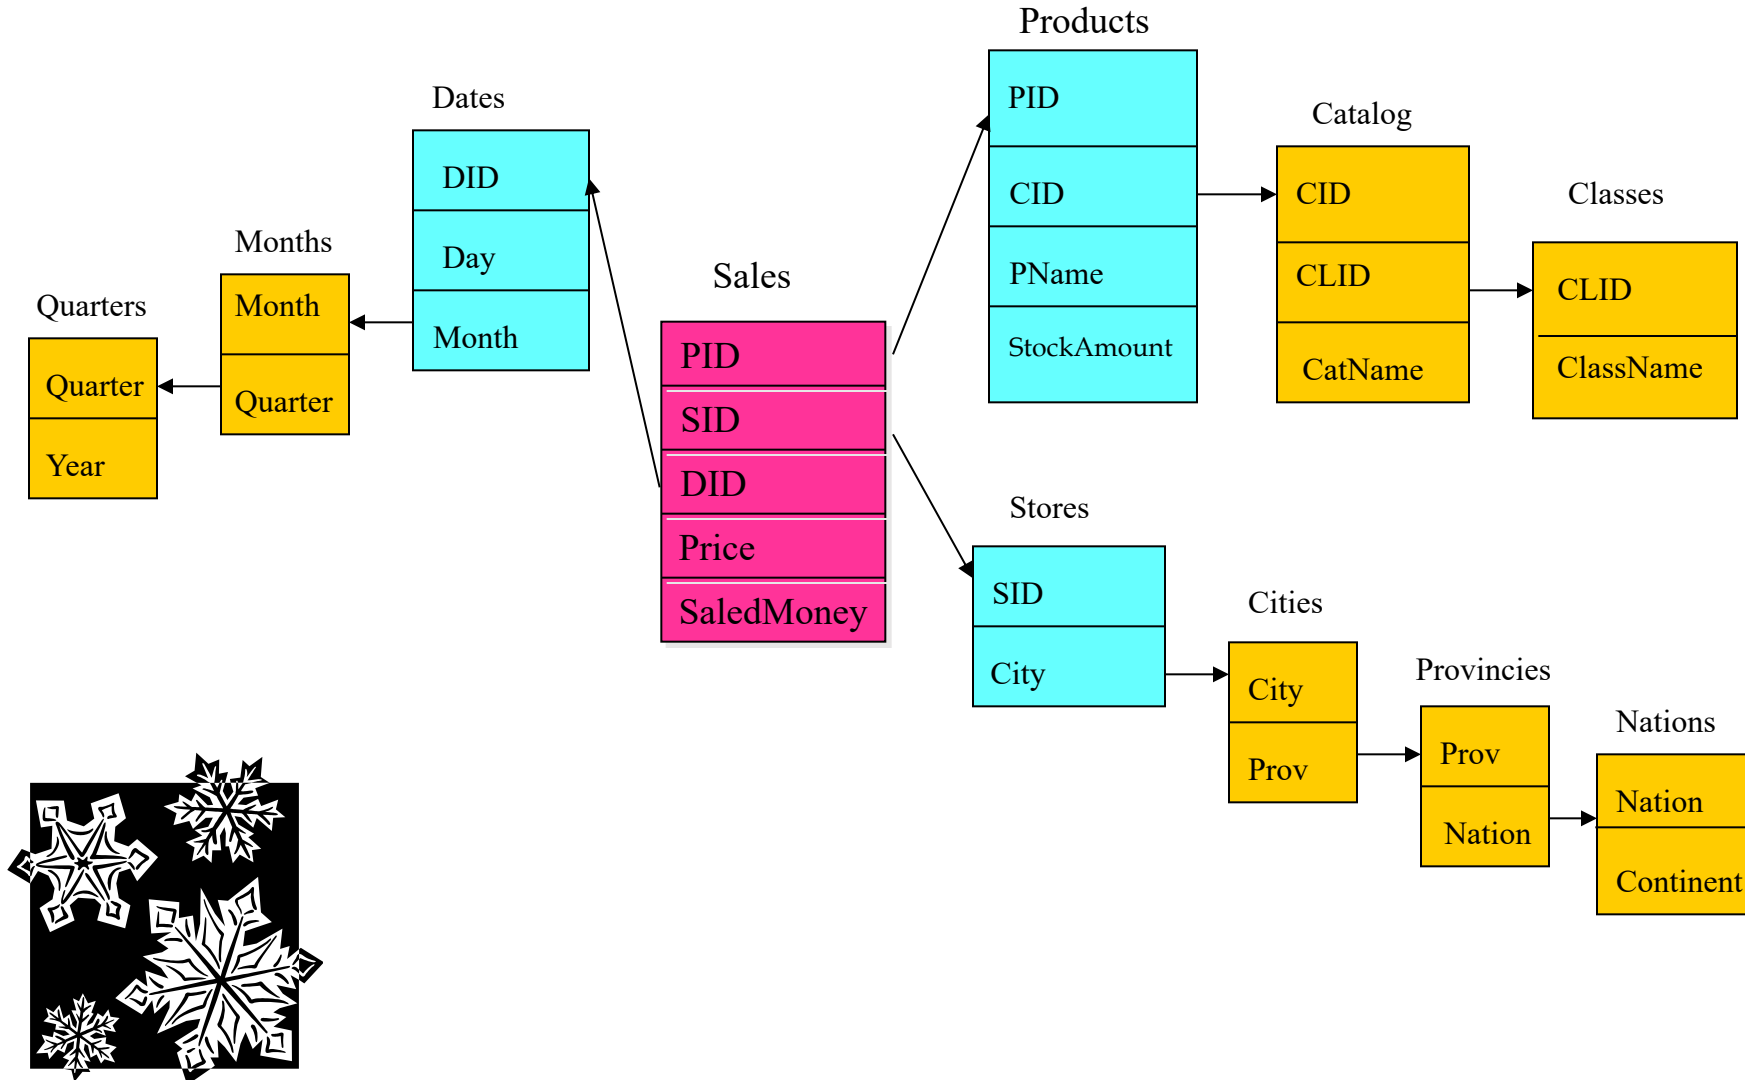 Products
PID
CID
PName
StockAmount
Dates
DID
Day
Month
Catalog
CID
CLID
CatName
Classes
CLID
ClassName
Months
Month
Quarter
Quarters
Quarter
Year
Sales
PID
SID
DID
Price
SaledMoney
Stores
SID
City
Cities
City
Prov
Provincies
Prov
Nation
Nations
Nation
Continent